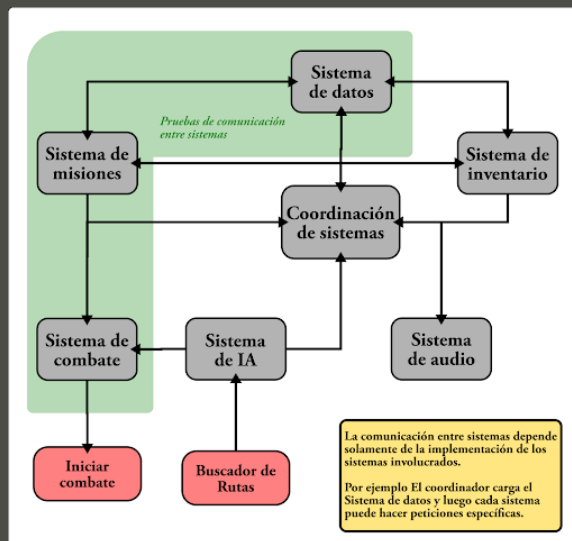 Sistema
de datos
Pruebas de comunicación
entre sistemas
Sistema de
misiones
Sistema de
inventario
Coordinación
de sistemas
Sistema de
combate
Sistema
de IA
Sistema
de audio
Iniciar
combate
Buscador de
Rutas
La comunicación entre sistemas depende
solamente de la implementación de los
sistemas involucrados.
Por ejemplo El coordinador carga el
Sistema de datos y luego cada sistema
puede hacer peticiones específicas.